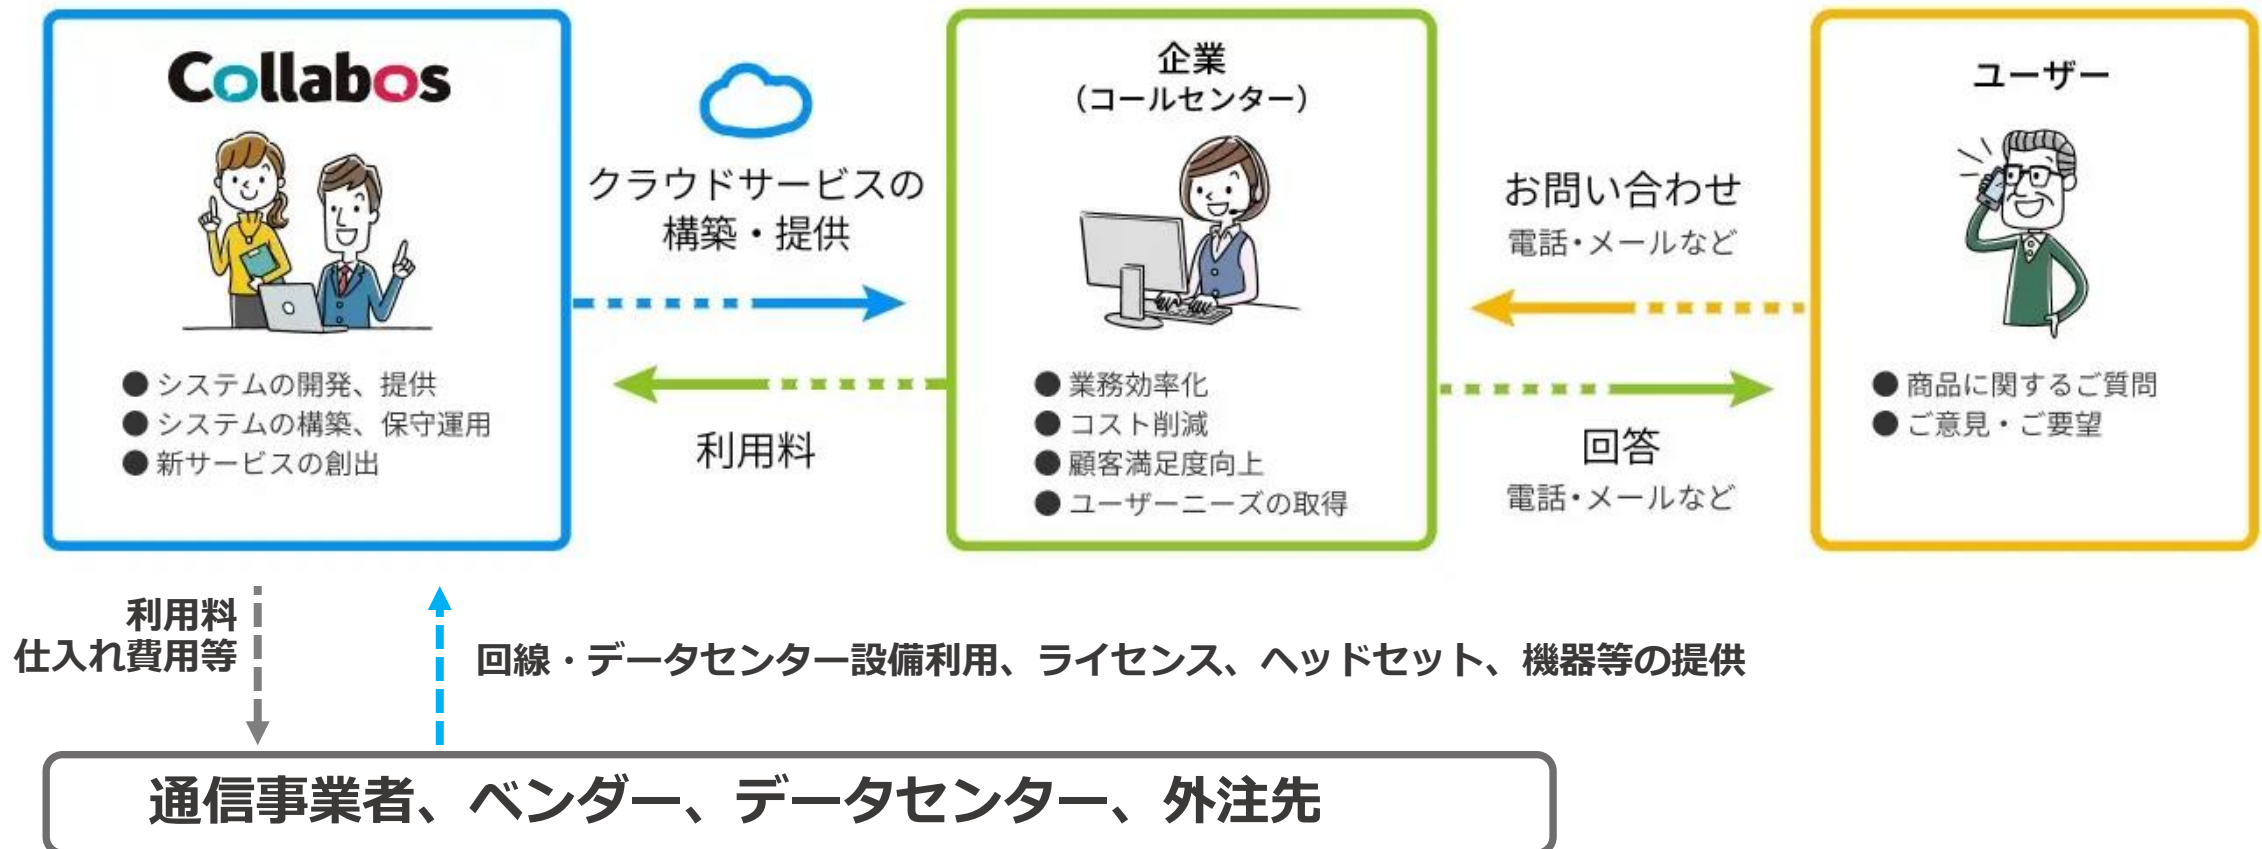 Collabos
● システムの開発、提供
● システムの構築、保守運用
● 新サービスの創出
クラウドサービスの
構築・提供
利用料
企業
（コールセンター）
● 業務効率化
● コスト削減
● 顧客満足度向上
● ユーザーニーズの取得
お問い合わせ
電話・メールなど
回答
電話・メールなど
ユーザー
● 商品に関するご質問
● ご意見・ご要望
利用料
仕入れ費用等
回線・データセンター設備利用、ライセンス、ヘッドセット、機器等の提供
通信事業者、ベンダー、データセンター、外注先